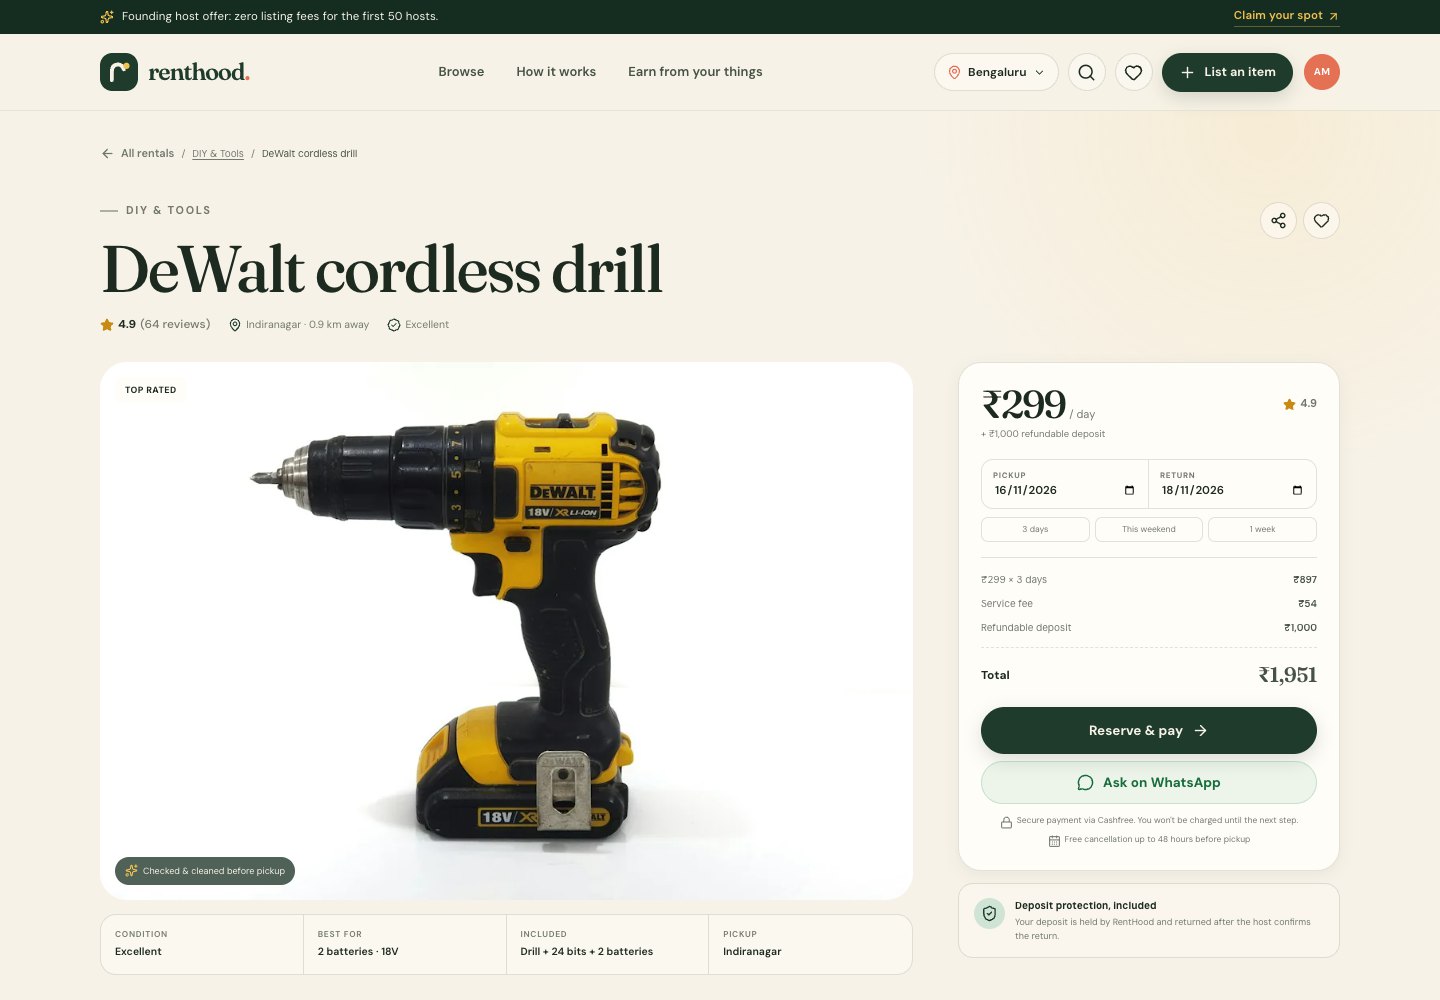 Founding host offer: zero listing fees for the first 50 hosts.
Claim your spot
renthood.
Browse
How it works
Earn from your things
Bengaluru
List an item
AM
All rentals / DIY & Tools / DeWalt cordless drill
DIY & TOOLS
DeWalt cordless drill
4.9 (64 reviews)
Indiranagar · 0.9 km away
Excellent
TOP RATED
7
5
3
DEWALT
18V/XR LI-ION
DEWALT
18V/XR
Checked & cleaned before pickup
CONDITION
Excellent
BEST FOR
2 batteries · 18V
INCLUDED
Drill + 24 bits + 2 batteries
PICKUP
Indiranagar
₹299 / day
4.9
+ ₹1,000 refundable deposit
PICKUP
16/11/2026
RETURN
18/11/2026
3 days
This weekend
1 week
₹299 × 3 days
₹897
Service fee
₹54
Refundable deposit
₹1,000
Total
₹1,951
Reserve & pay
Ask on WhatsApp
Secure payment via Cashfree. You won't be charged until the next step.
Free cancellation up to 48 hours before pickup
Deposit protection, included
Your deposit is held by RentHood and returned after the host confirms
the return.